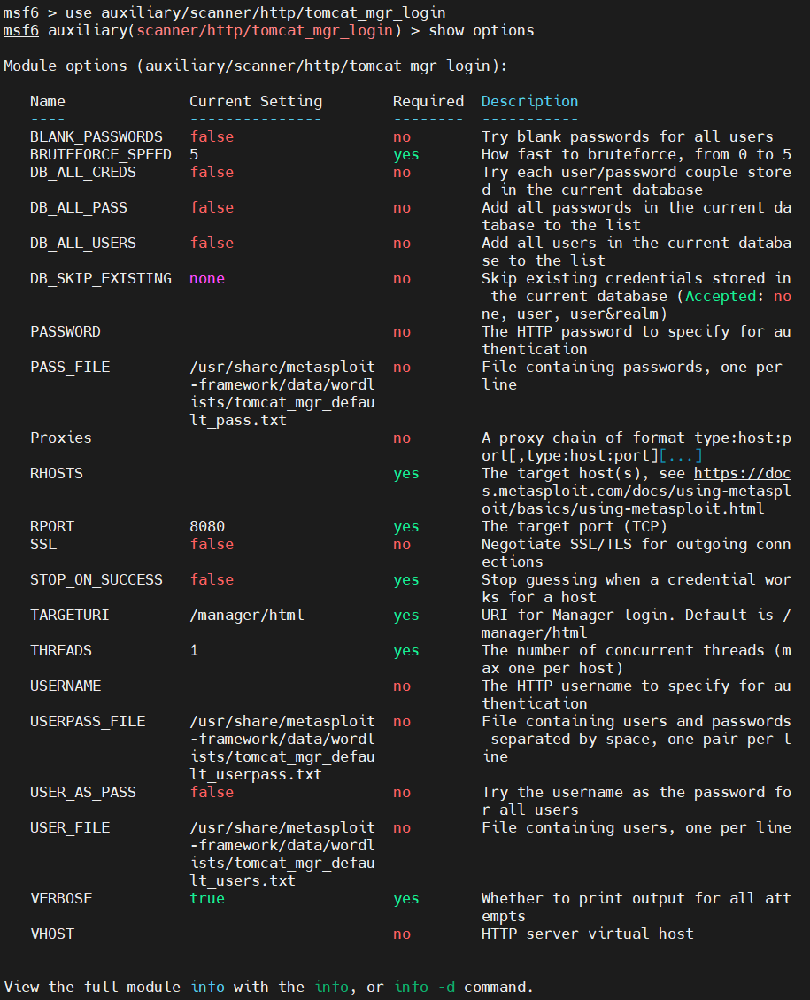 msf6 > use auxiliary/scanner/http/tomcat_mgr_login
msf6 auxiliary(scanner/http/tomcat_mgr_login) > show options

Module options (auxiliary/scanner/http/tomcat_mgr_login):

   Name              Current Setting        Required  Description
   ----              ---------------        --------  -----------
   BLANK_PASSWORDS   false                  no        Try blank passwords for all users
   BRUTEFORCE_SPEED  5                      yes       How fast to bruteforce, from 0 to 5
   DB_ALL_CREDS      false                  no        Try each user/password couple store
                                                      d in the current database
   DB_ALL_PASS       false                  no        Add all passwords in the current da
                                                      tabase to the list
   DB_ALL_USERS      false                  no        Add all users in the current databa
                                                      se to the list
   DB_SKIP_EXISTING  none                   no        Skip existing credentials stored in
                                                       the current database (Accepted: no
                                                      ne, user, user&realm)
   PASSWORD                                 no        The HTTP password to specify for au
                                                      thentication
   PASS_FILE         /usr/share/metasploit  no        File containing passwords, one per
                     -framework/data/wordl            line
                     ists/tomcat_mgr_defau
                     lt_pass.txt
   Proxies                                  no        A proxy chain of format type:host:p
                                                      ort[,type:host:port][...]
   RHOSTS                                   yes       The target host(s), see https://doc
                                                      s.metasploit.com/docs/using-metaspl
                                                      oit/basics/using-metasploit.html
   RPORT             8080                   yes       The target port (TCP)
   SSL               false                  no        Negotiate SSL/TLS for outgoing conn
                                                      ections
   STOP_ON_SUCCESS   false                  yes       Stop guessing when a credential wor
                                                      ks for a host
   TARGETURI         /manager/html          yes       URI for Manager login. Default is /
                                                      manager/html
   THREADS           1                      yes       The number of concurrent threads (m
                                                      ax one per host)
   USERNAME                                 no        The HTTP username to specify for au
                                                      thentication
   USERPASS_FILE     /usr/share/metasploit  no        File containing users and passwords
                     -framework/data/wordl             separated by space, one pair per l
                     ists/tomcat_mgr_defau            ine
                     lt_userpass.txt
   USER_AS_PASS      false                  no        Try the username as the password fo
                                                      r all users
   USER_FILE         /usr/share/metasploit  no        File containing users, one per line
                     -framework/data/wordl
                     ists/tomcat_mgr_defau
                     lt_users.txt
   VERBOSE           true                   yes       Whether to print output for all att
                                                      empts
   VHOST                                    no        HTTP server virtual host

View the full module info with the info, or info -d command.